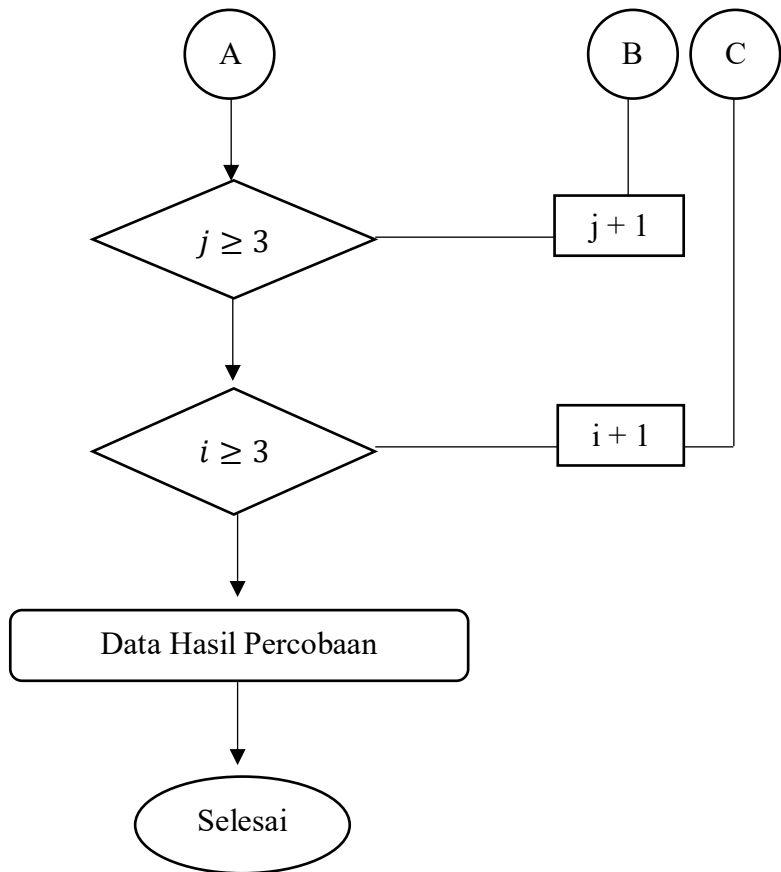 A
B
C
j ≥ 3
j + 1
i ≥ 3
i + 1
Data Hasil Percobaan
Selesai